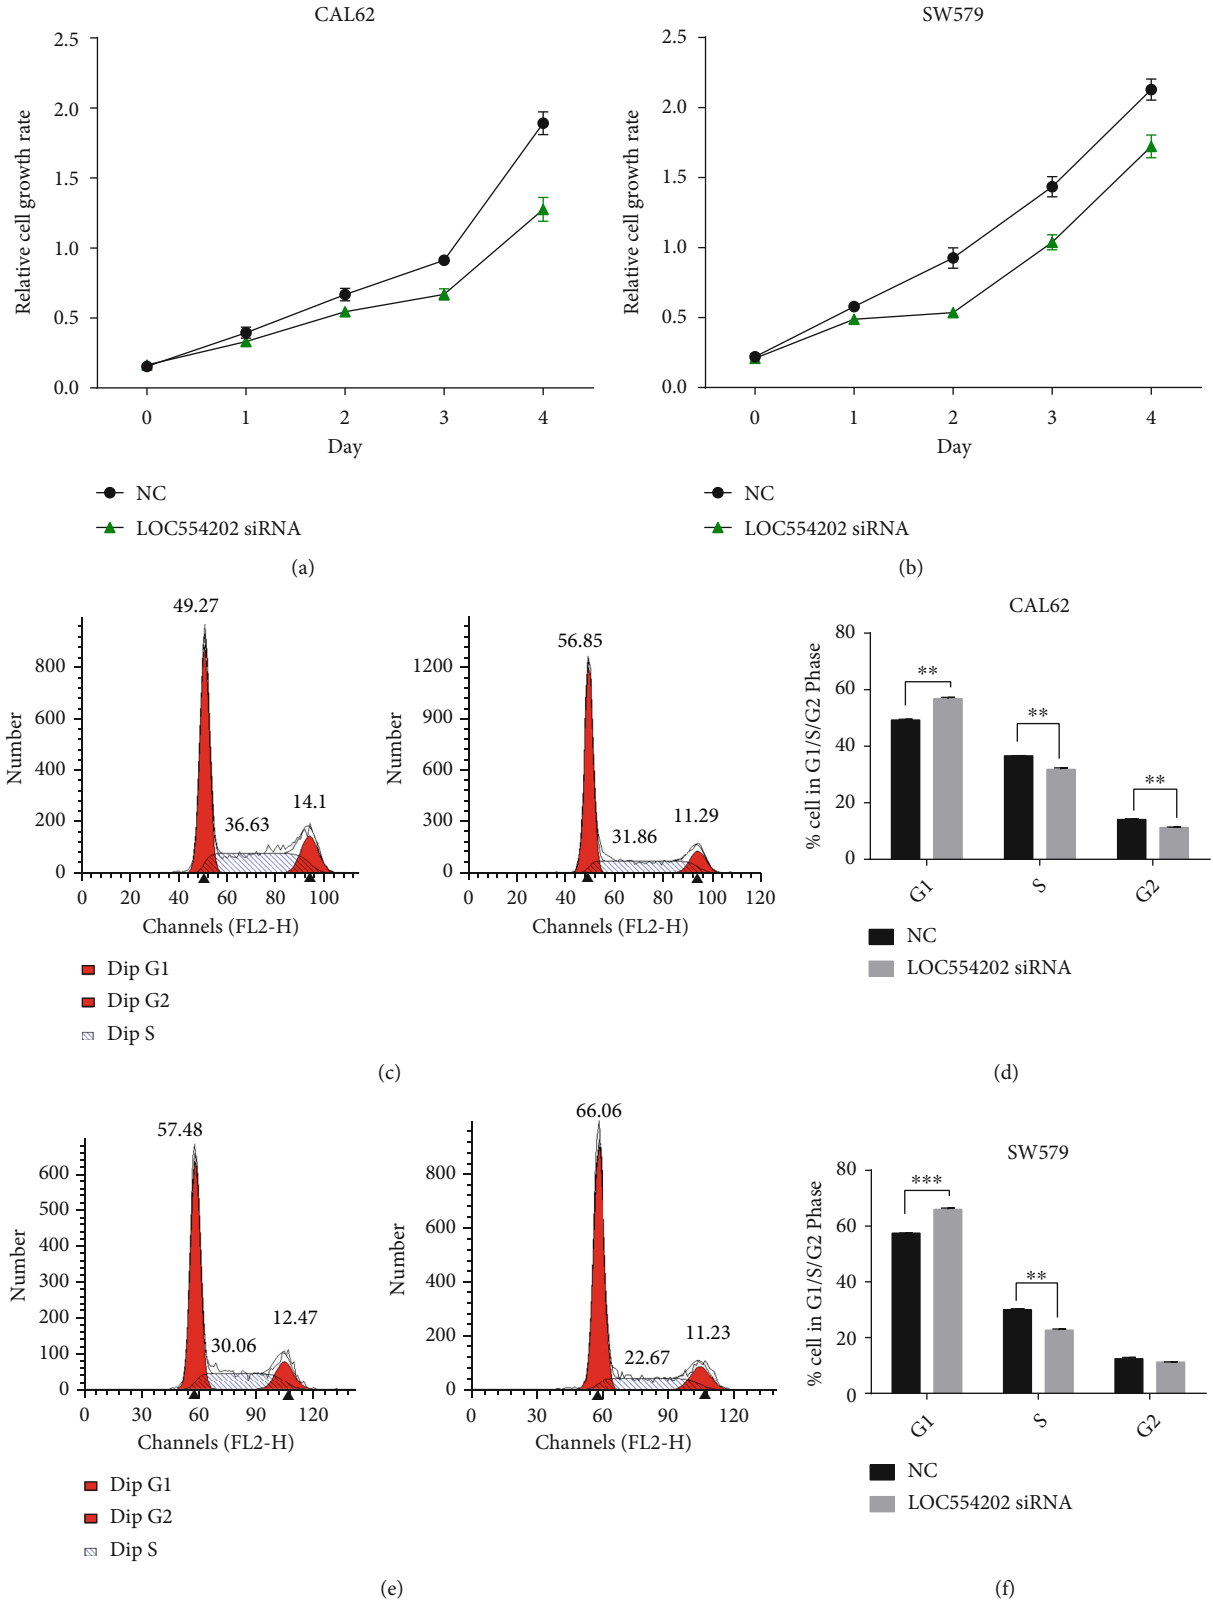 CAL62
2.5
2.0
1.5
1.0
0.5
0.0
Relative cell growth rate
0 1 2 3 4
Day
NC
LOC554202 siRNA
(a)
SW579
2.5
2.0
1.5
1.0
0.5
0.0
Relative cell growth rate
0 1 2 3 4
Day
NC
LOC554202 siRNA
(b)
49.27
800
600
400
200
0
Number
36.63
14.1
0 20 40 60 80 100
Channels (FL2-H)
56.85
1200
900
600
300
0
Number
31.86
11.29
0 20 40 60 80 100 120
Channels (FL2-H)
Dip G1
Dip G2
Dip S
(c)
CAL62
80
60
40
20
0
% cell in G1/S/G2 Phase
**
**
**
G1 S G2
NC
LOC554202 siRNA
(d)
57.48
600
500
400
300
200
100
0
Number
30.06
12.47
0 30 60 90 120
Channels (FL2-H)
66.06
800
600
400
200
0
Number
22.67
11.23
0 30 60 90 120
Channels (FL2-H)
Dip G1
Dip G2
Dip S
(e)
SW579
80
60
40
20
0
% cell in G1/S/G2 Phase
***
**
G1 S G2
NC
LOC554202 siRNA
(f)